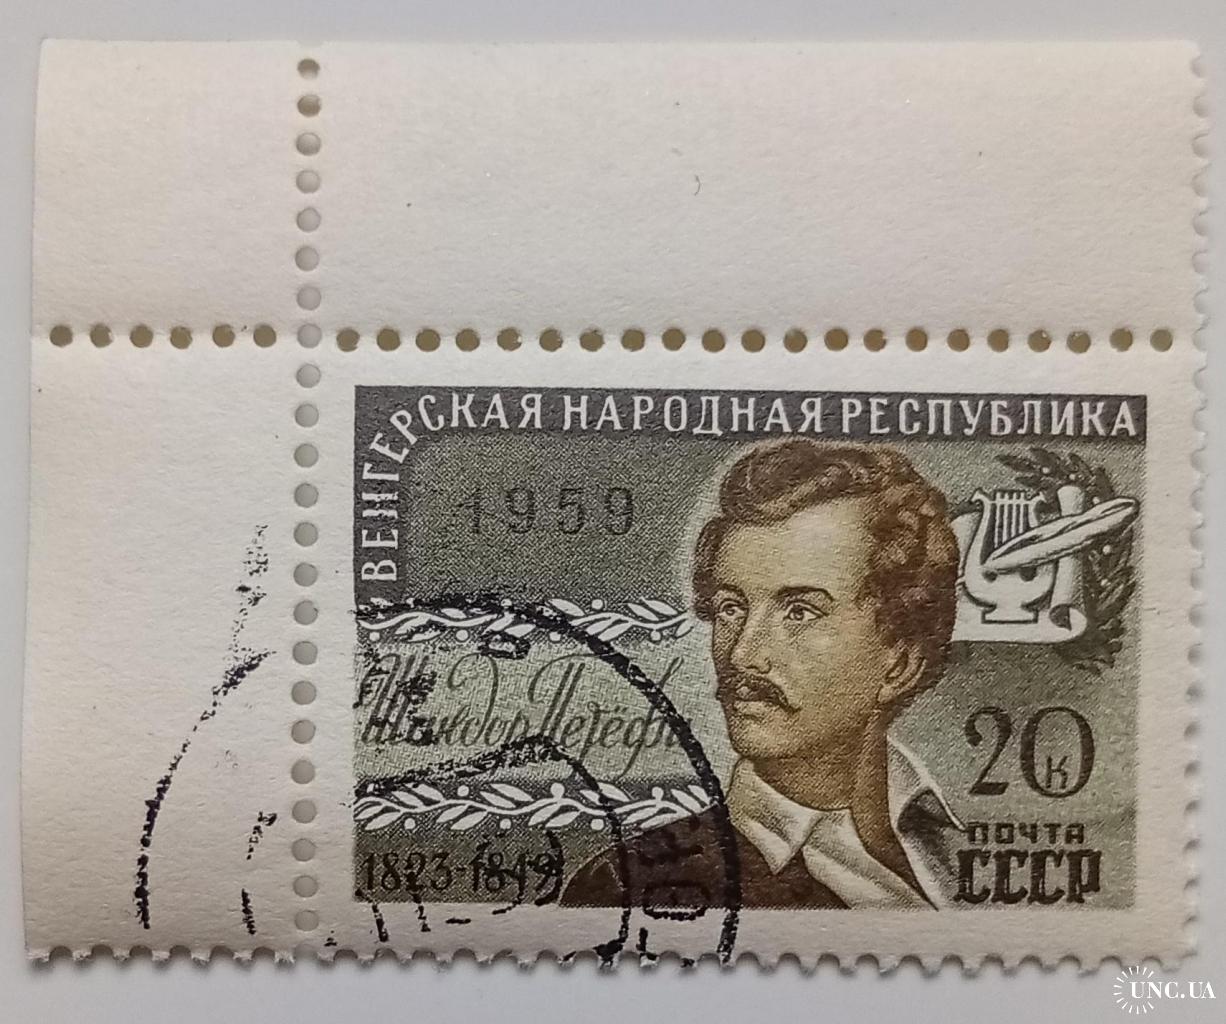 ВЕНГЕРСКАЯ НАРОДНАЯ РЕСПУБЛИКА
1959
Шандор Петёфи
20 к
ПОЧТА
СССР
1823-1849
UNC.UA